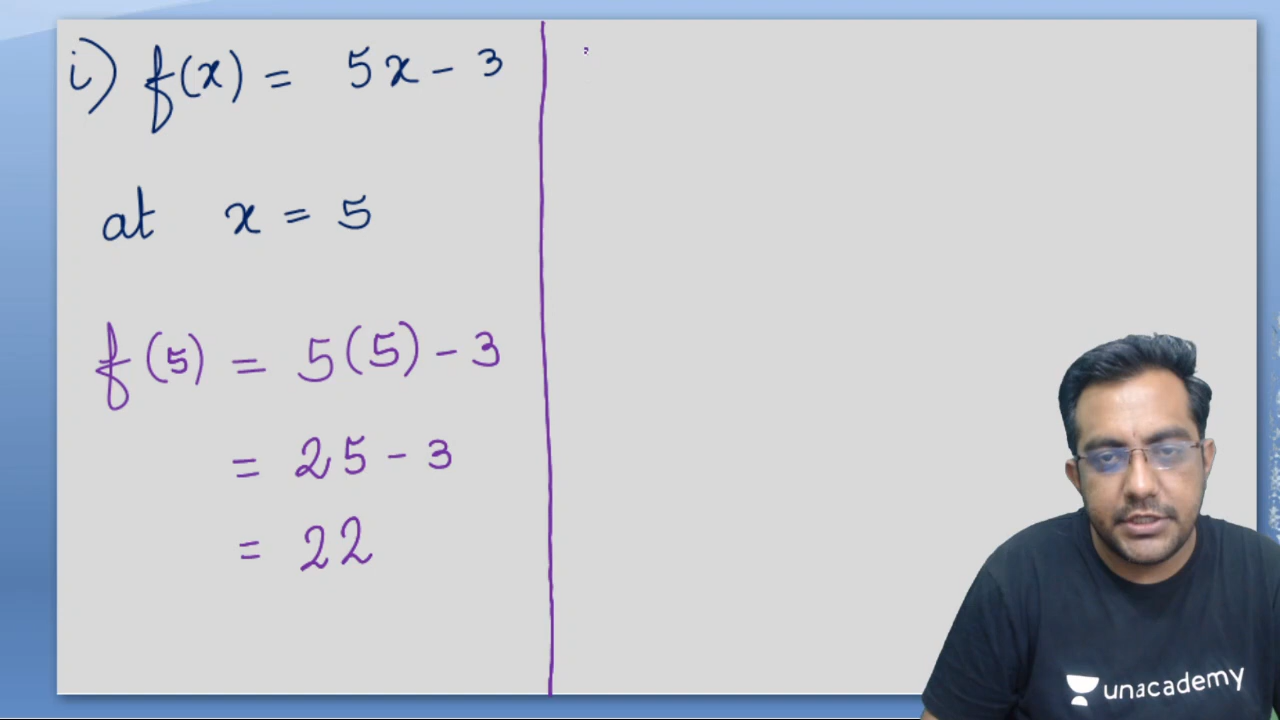 i) f(x) = 5x - 3
at x = 5
f(5) = 5(5) - 3
= 25 - 3
= 22
unacademy